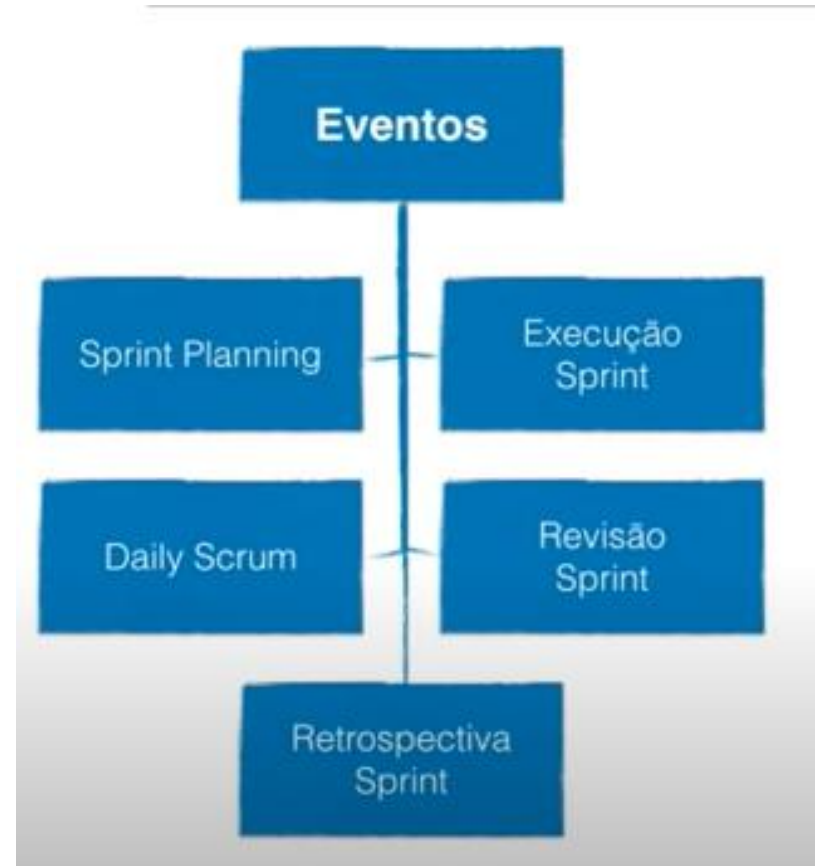 Eventos
Sprint Planning
Execução
Sprint
Daily Scrum
Revisão
Sprint
Retrospectiva
Sprint